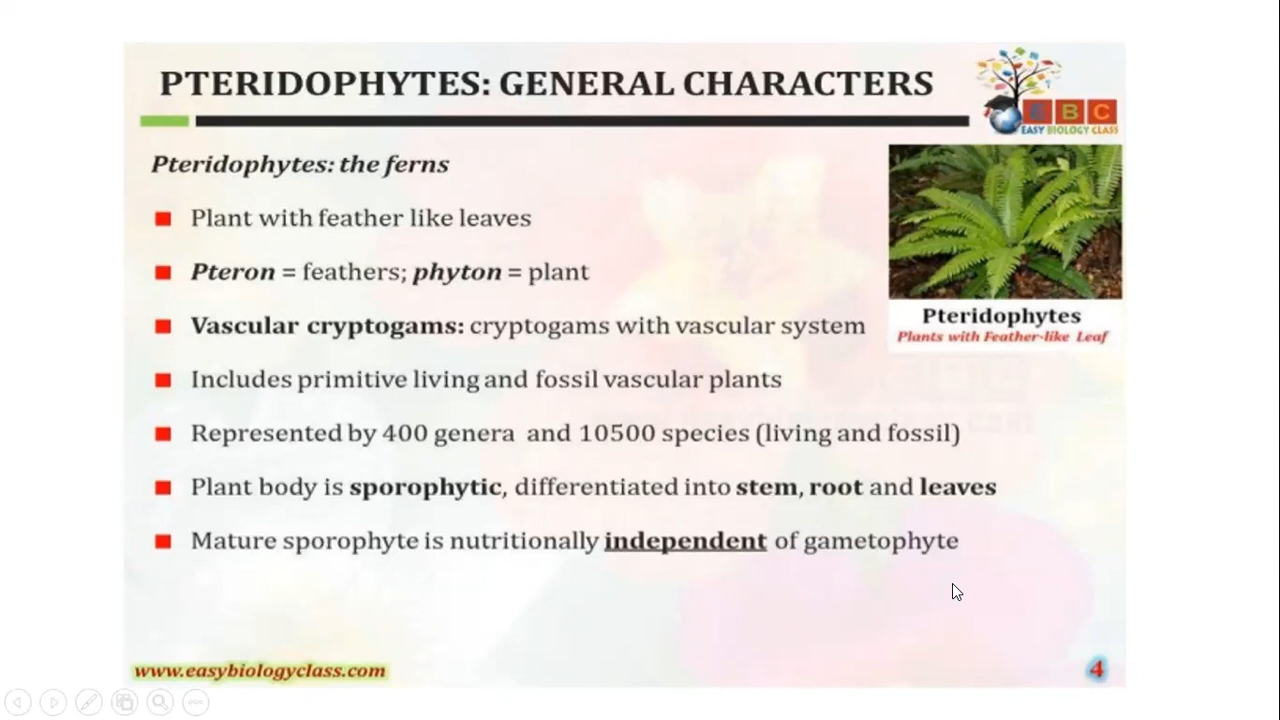 PTERIDOPHYTES: GENERAL CHARACTERS
E B C
EASY BIOLOGY CLASS
Pteridophytes: the ferns
Plant with feather like leaves
Pteron = feathers; phyton = plant
Vascular cryptogams: cryptogams with vascular system
Includes primitive living and fossil vascular plants
Represented by 400 genera and 10500 species (living and fossil)
Plant body is sporophytic, differentiated into stem, root and leaves
Mature sporophyte is nutritionally independent of gametophyte
Pteridophytes
Plants with Feather-like Leaf
www.easybiologyclass.com
4